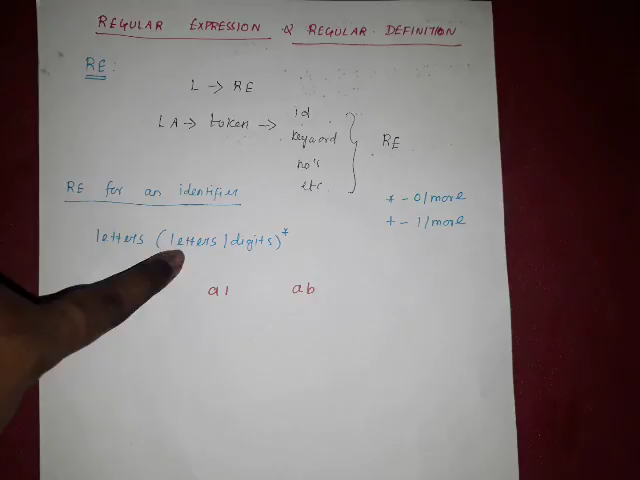 REGULAR EXPRESSION & REGULAR DEFINITION
RE:
L → RE
LA → token → id
keyword
no's
etc
RE
RE for an identifier
* - 0/more
+ - 1/more
letters (letters/digits)*
a1 ab